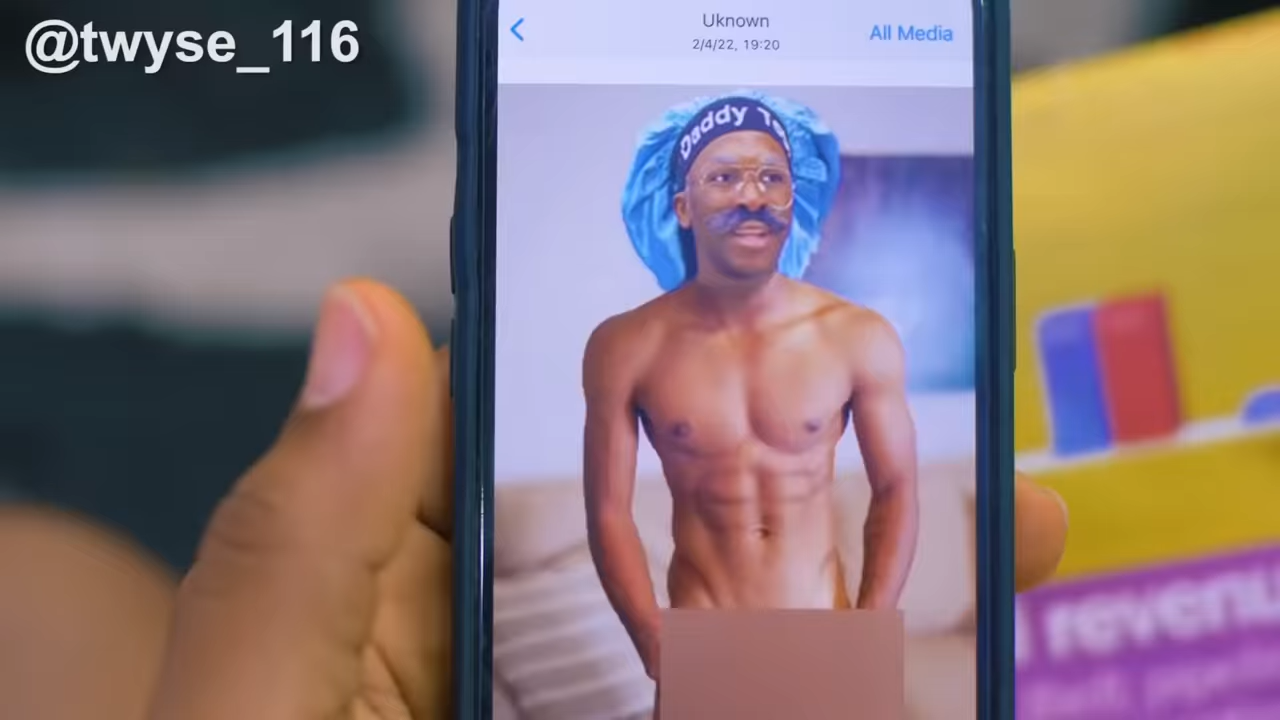 @twyse_116
Uknown
2/4/22, 19:20
All Media
Daddy
revenu